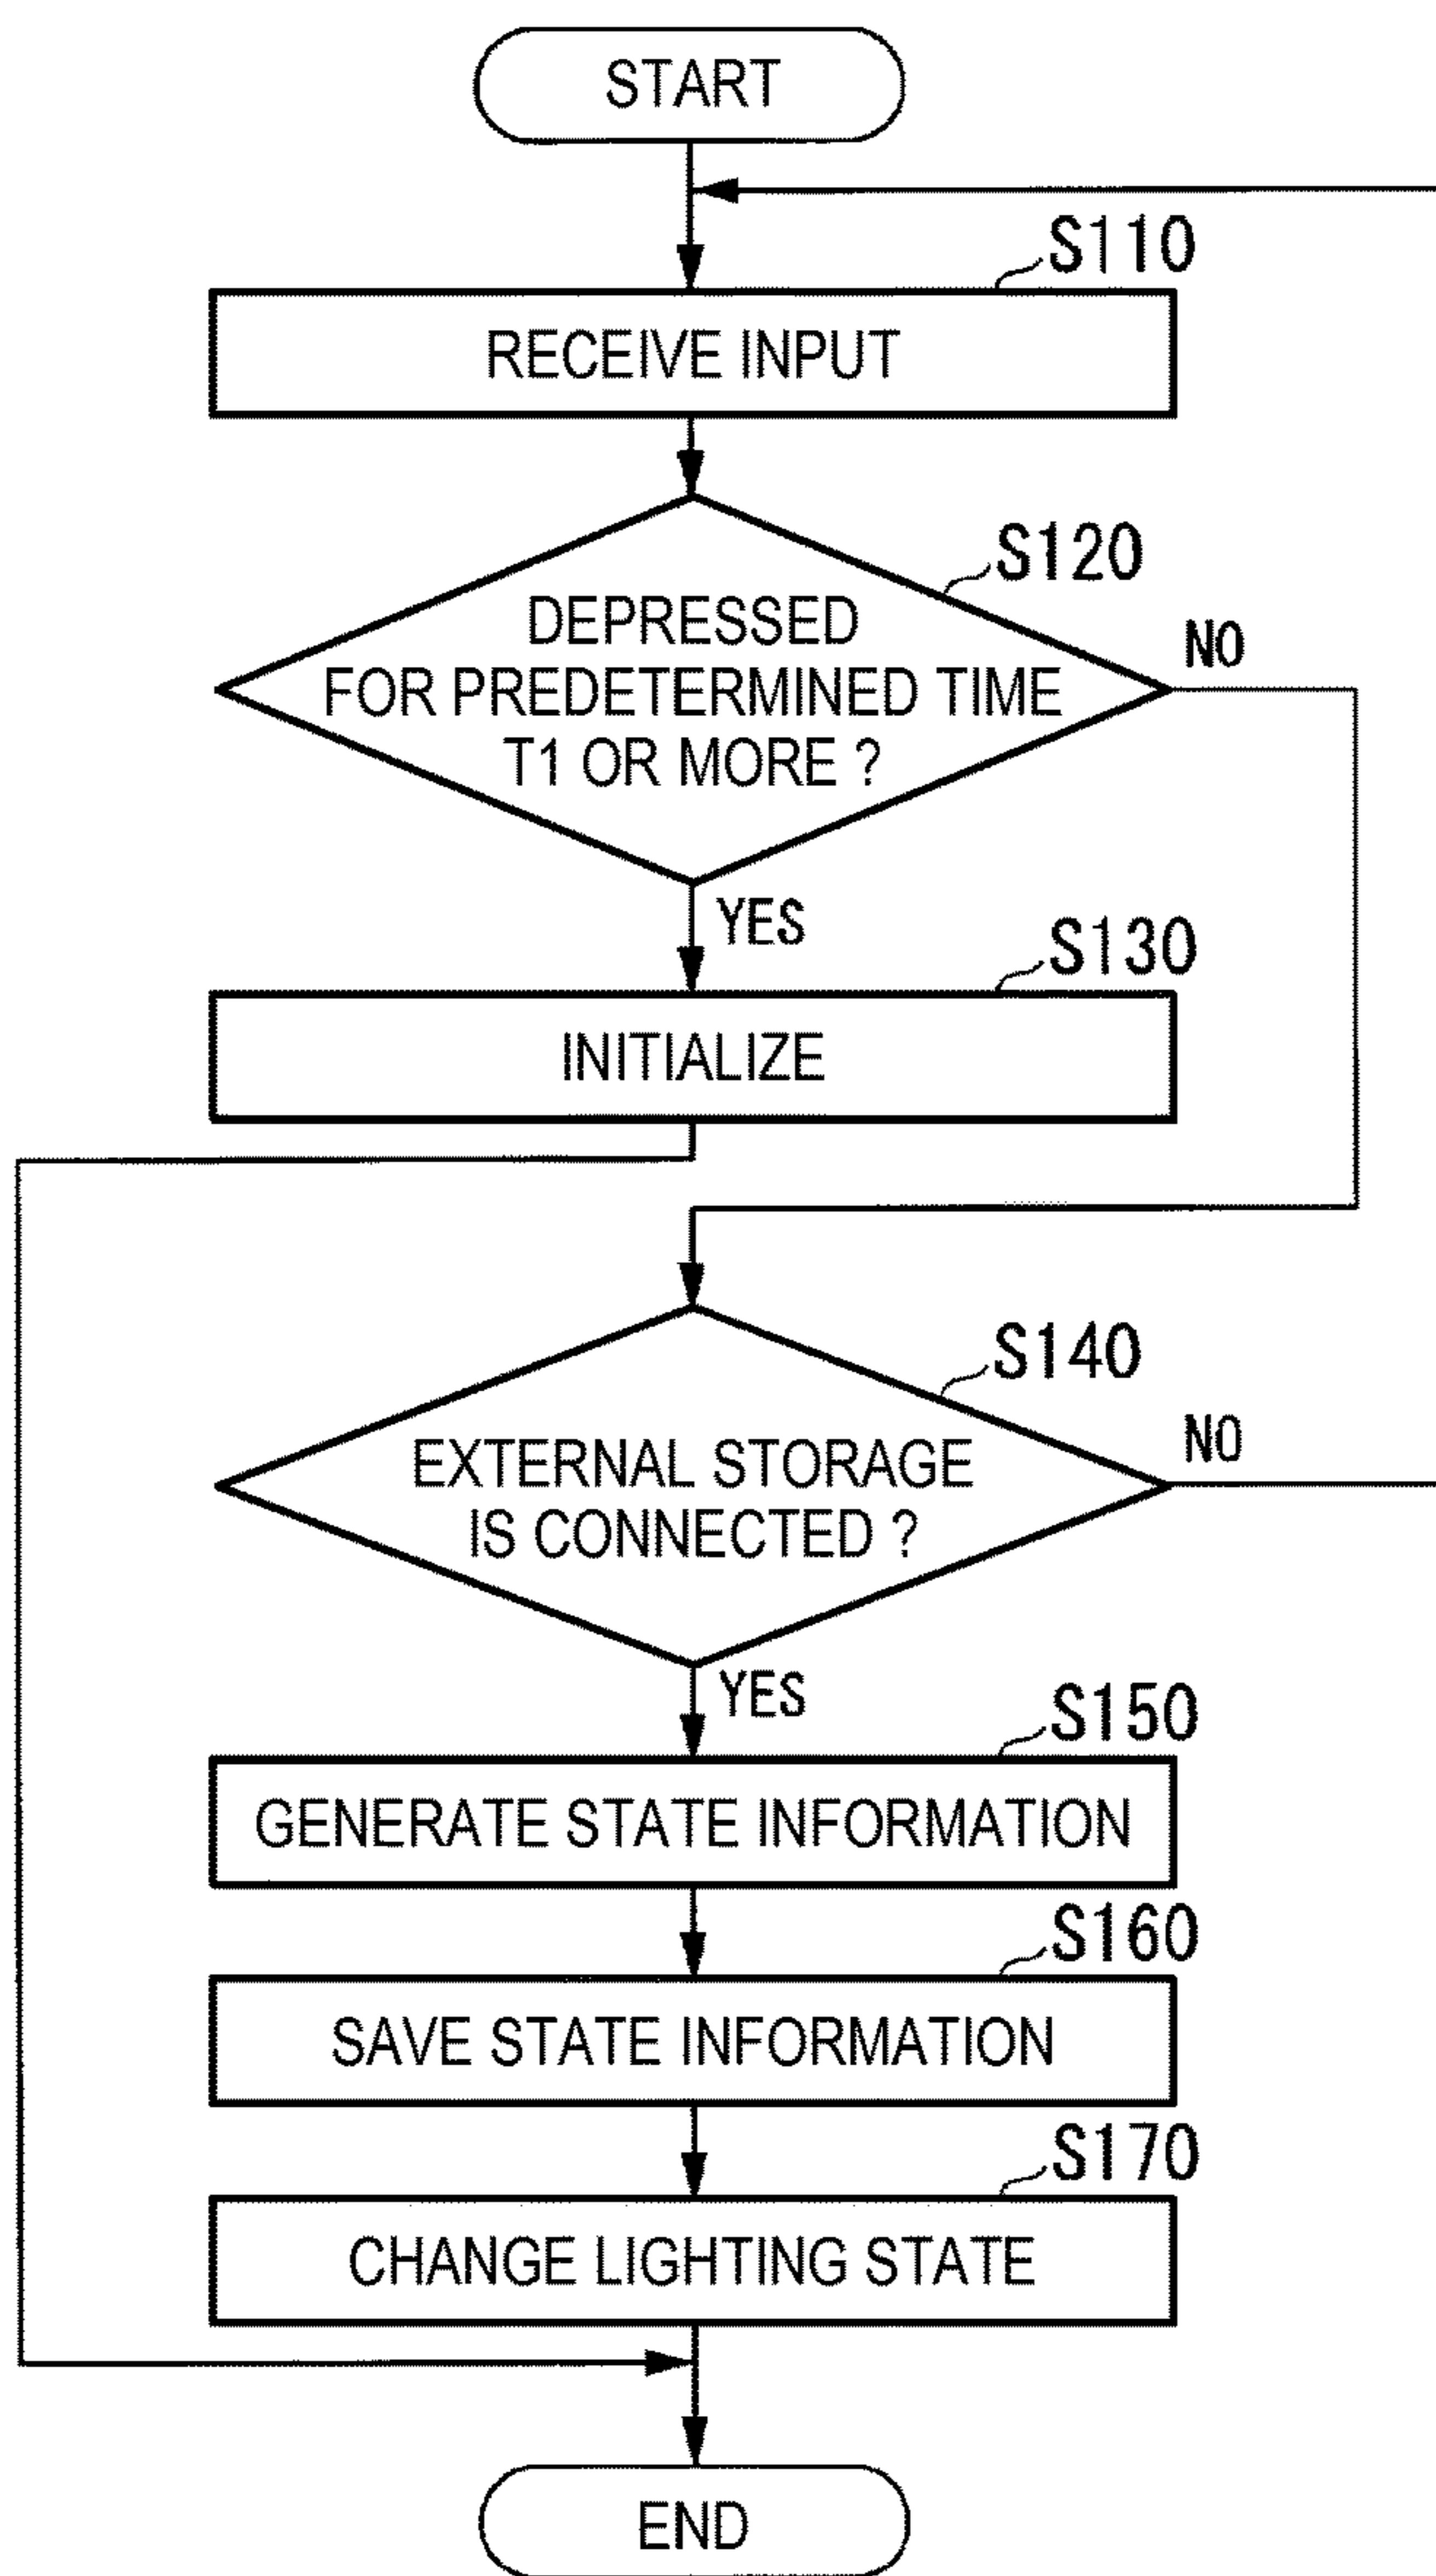 START
S110
RECEIVE INPUT
S120
DEPRESSED
FOR PREDETERMINED TIME
T1 OR MORE ?
NO
YES
S130
INITIALIZE
S140
EXTERNAL STORAGE
IS CONNECTED ?
NO
YES
S150
GENERATE STATE INFORMATION
S160
SAVE STATE INFORMATION
S170
CHANGE LIGHTING STATE
END